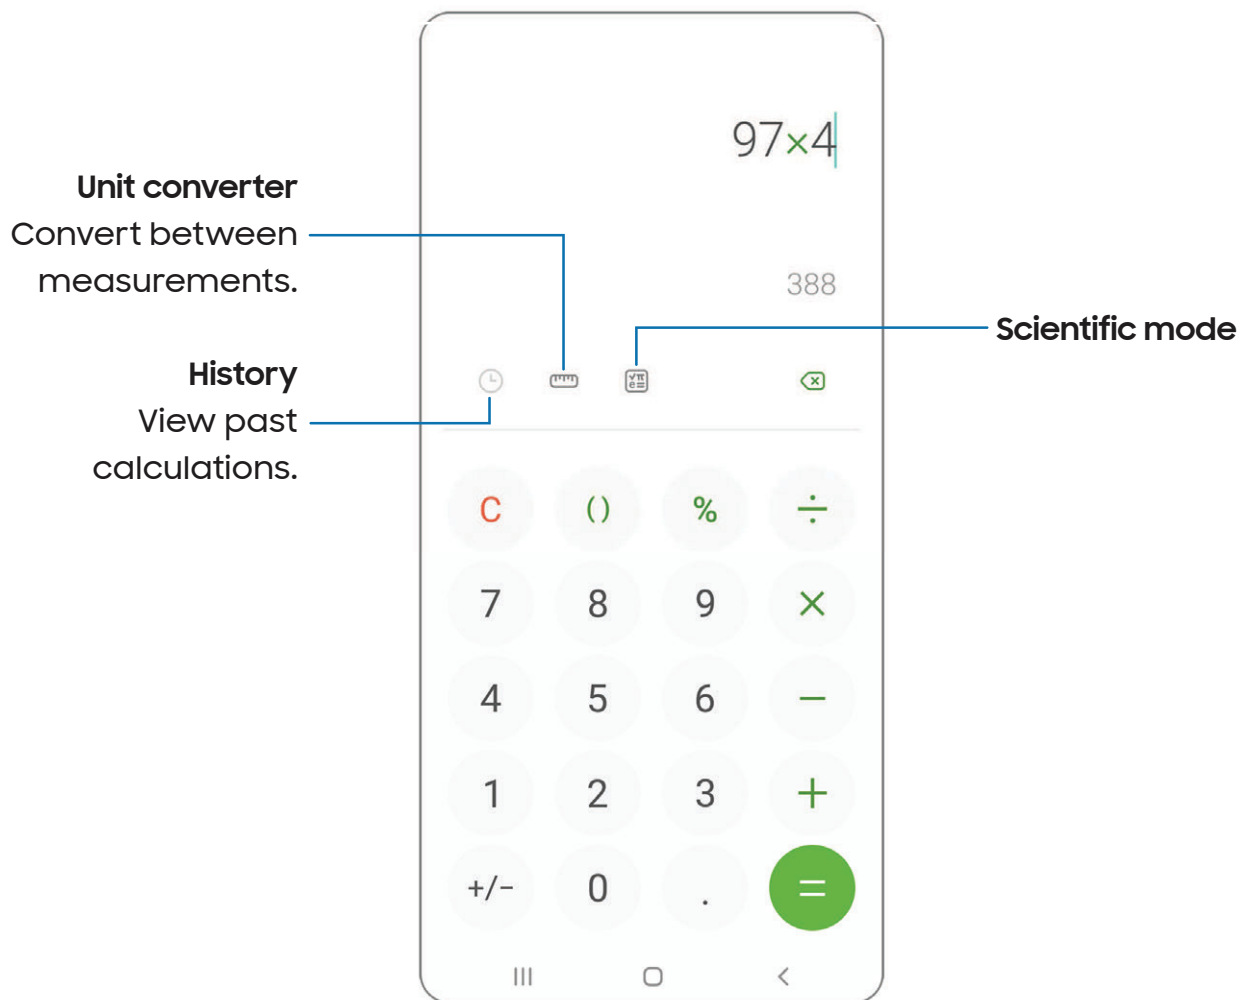 97×4
Unit converter
Convert between
measurements.
388
Scientific mode
History
View past
calculations.
√π
e=
C () % ÷
7 8 9 ×
4 5 6 −
1 2 3 +
+/− 0 . =